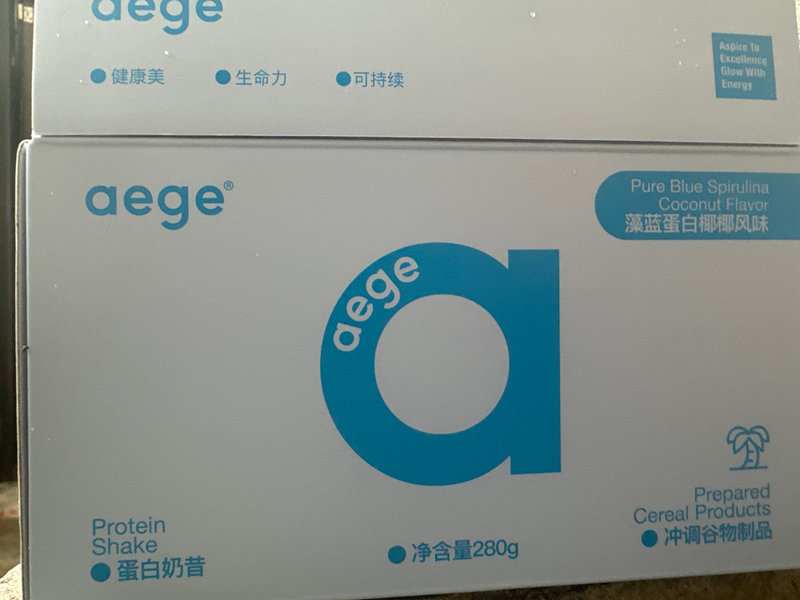 aege
● 健康美 ● 生命力 ● 可持续
Aspire To
Excellence
Glow With
Energy
aege®
Pure Blue Spirulina
Coconut Flavor
藻蓝蛋白椰椰风味
aege
Protein
Shake
● 蛋白奶昔
● 净含量280g
Prepared
Cereal Products
● 冲调谷物制品